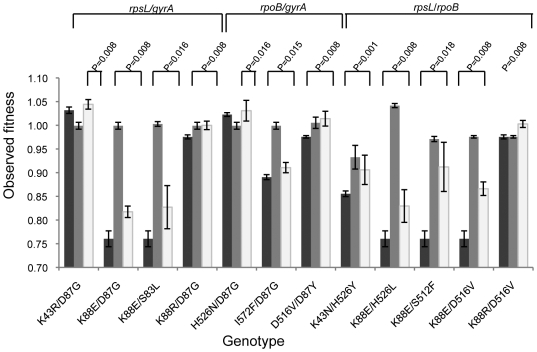 rpsL/gyrA rpoB/gyrA rpsL/rpoB
P=0.008 P=0.008 P=0.016 P=0.008 P=0.016 P=0.015 P=0.008 P=0.001 P=0.008 P=0.018 P=0.008 P=0.008
Observed fitness
1.10
1.05
1.00
0.95
0.90
0.85
0.80
0.75
0.70
K43R/D87G K88E/D87G K88E/S83L K88R/D87G H526N/D87G I572F/D87G D516V/D87Y K43N/H526Y K88E/H526L K88E/S512F K88E/D516V K88R/D516V
Genotype